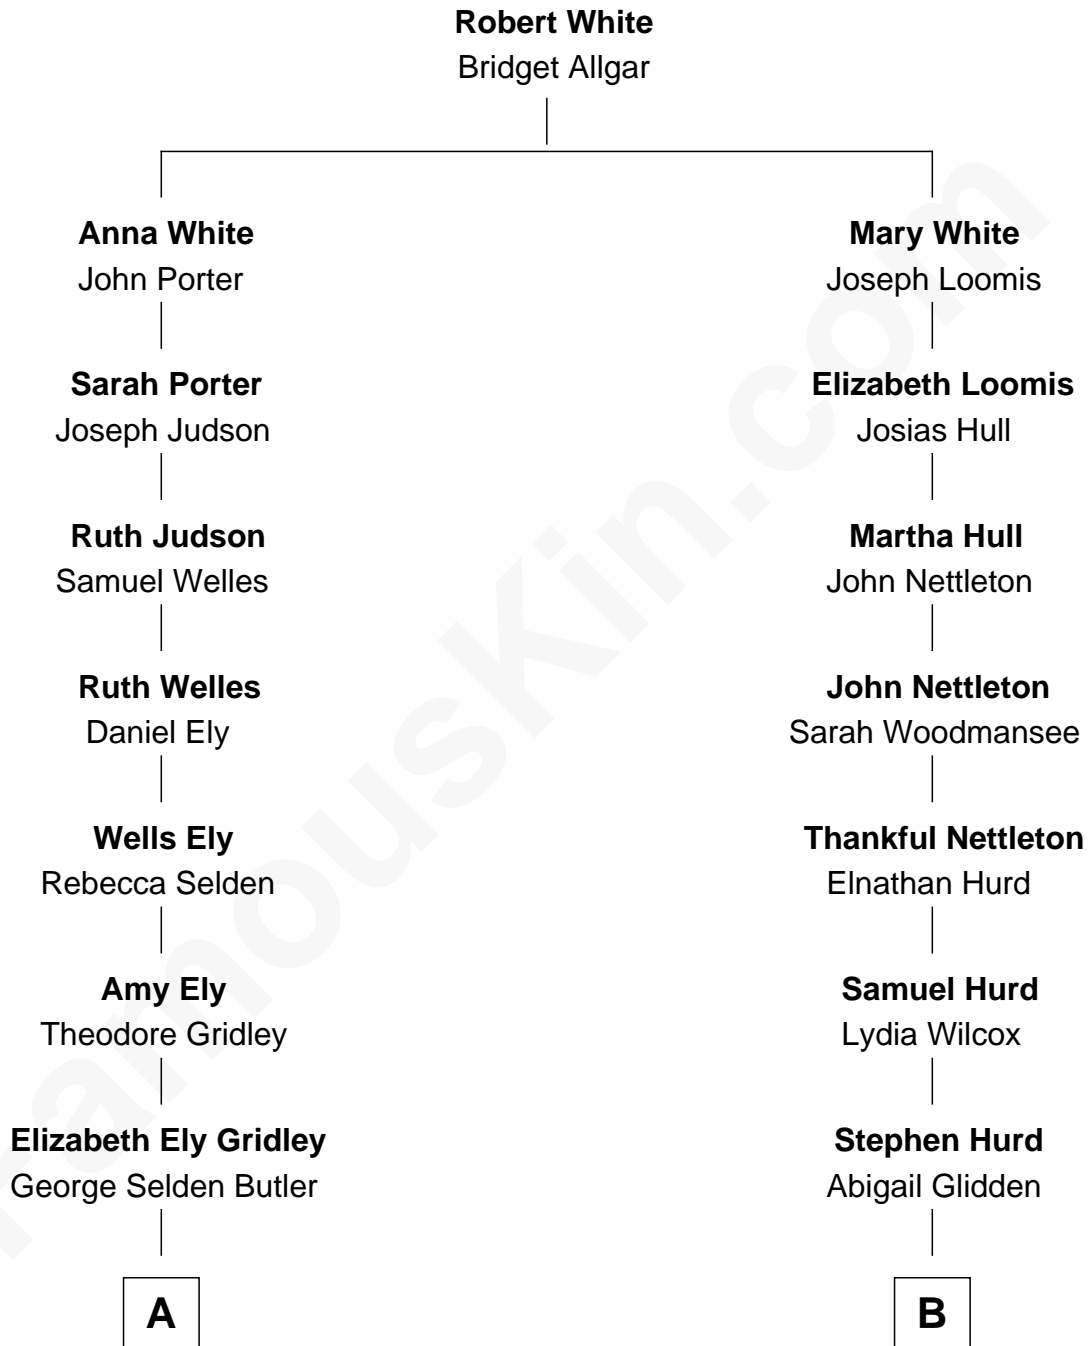 Robert White
Bridget Allgar
Anna White
John Porter
Sarah Porter
Joseph Judson
Ruth Judson
Samuel Welles
Ruth Welles
Daniel Ely
Wells Ely
Rebecca Selden
Amy Ely
Theodore Gridley
Elizabeth Ely Gridley
George Selden Butler
A
Mary White
Joseph Loomis
Elizabeth Loomis
Josias Hull
Martha Hull
John Nettleton
John Nettleton
Sarah Woodmansee
Thankful Nettleton
Elnathan Hurd
Samuel Hurd
Lydia Wilcox
Stephen Hurd
Abigail Glidden
B
FamousKin.com